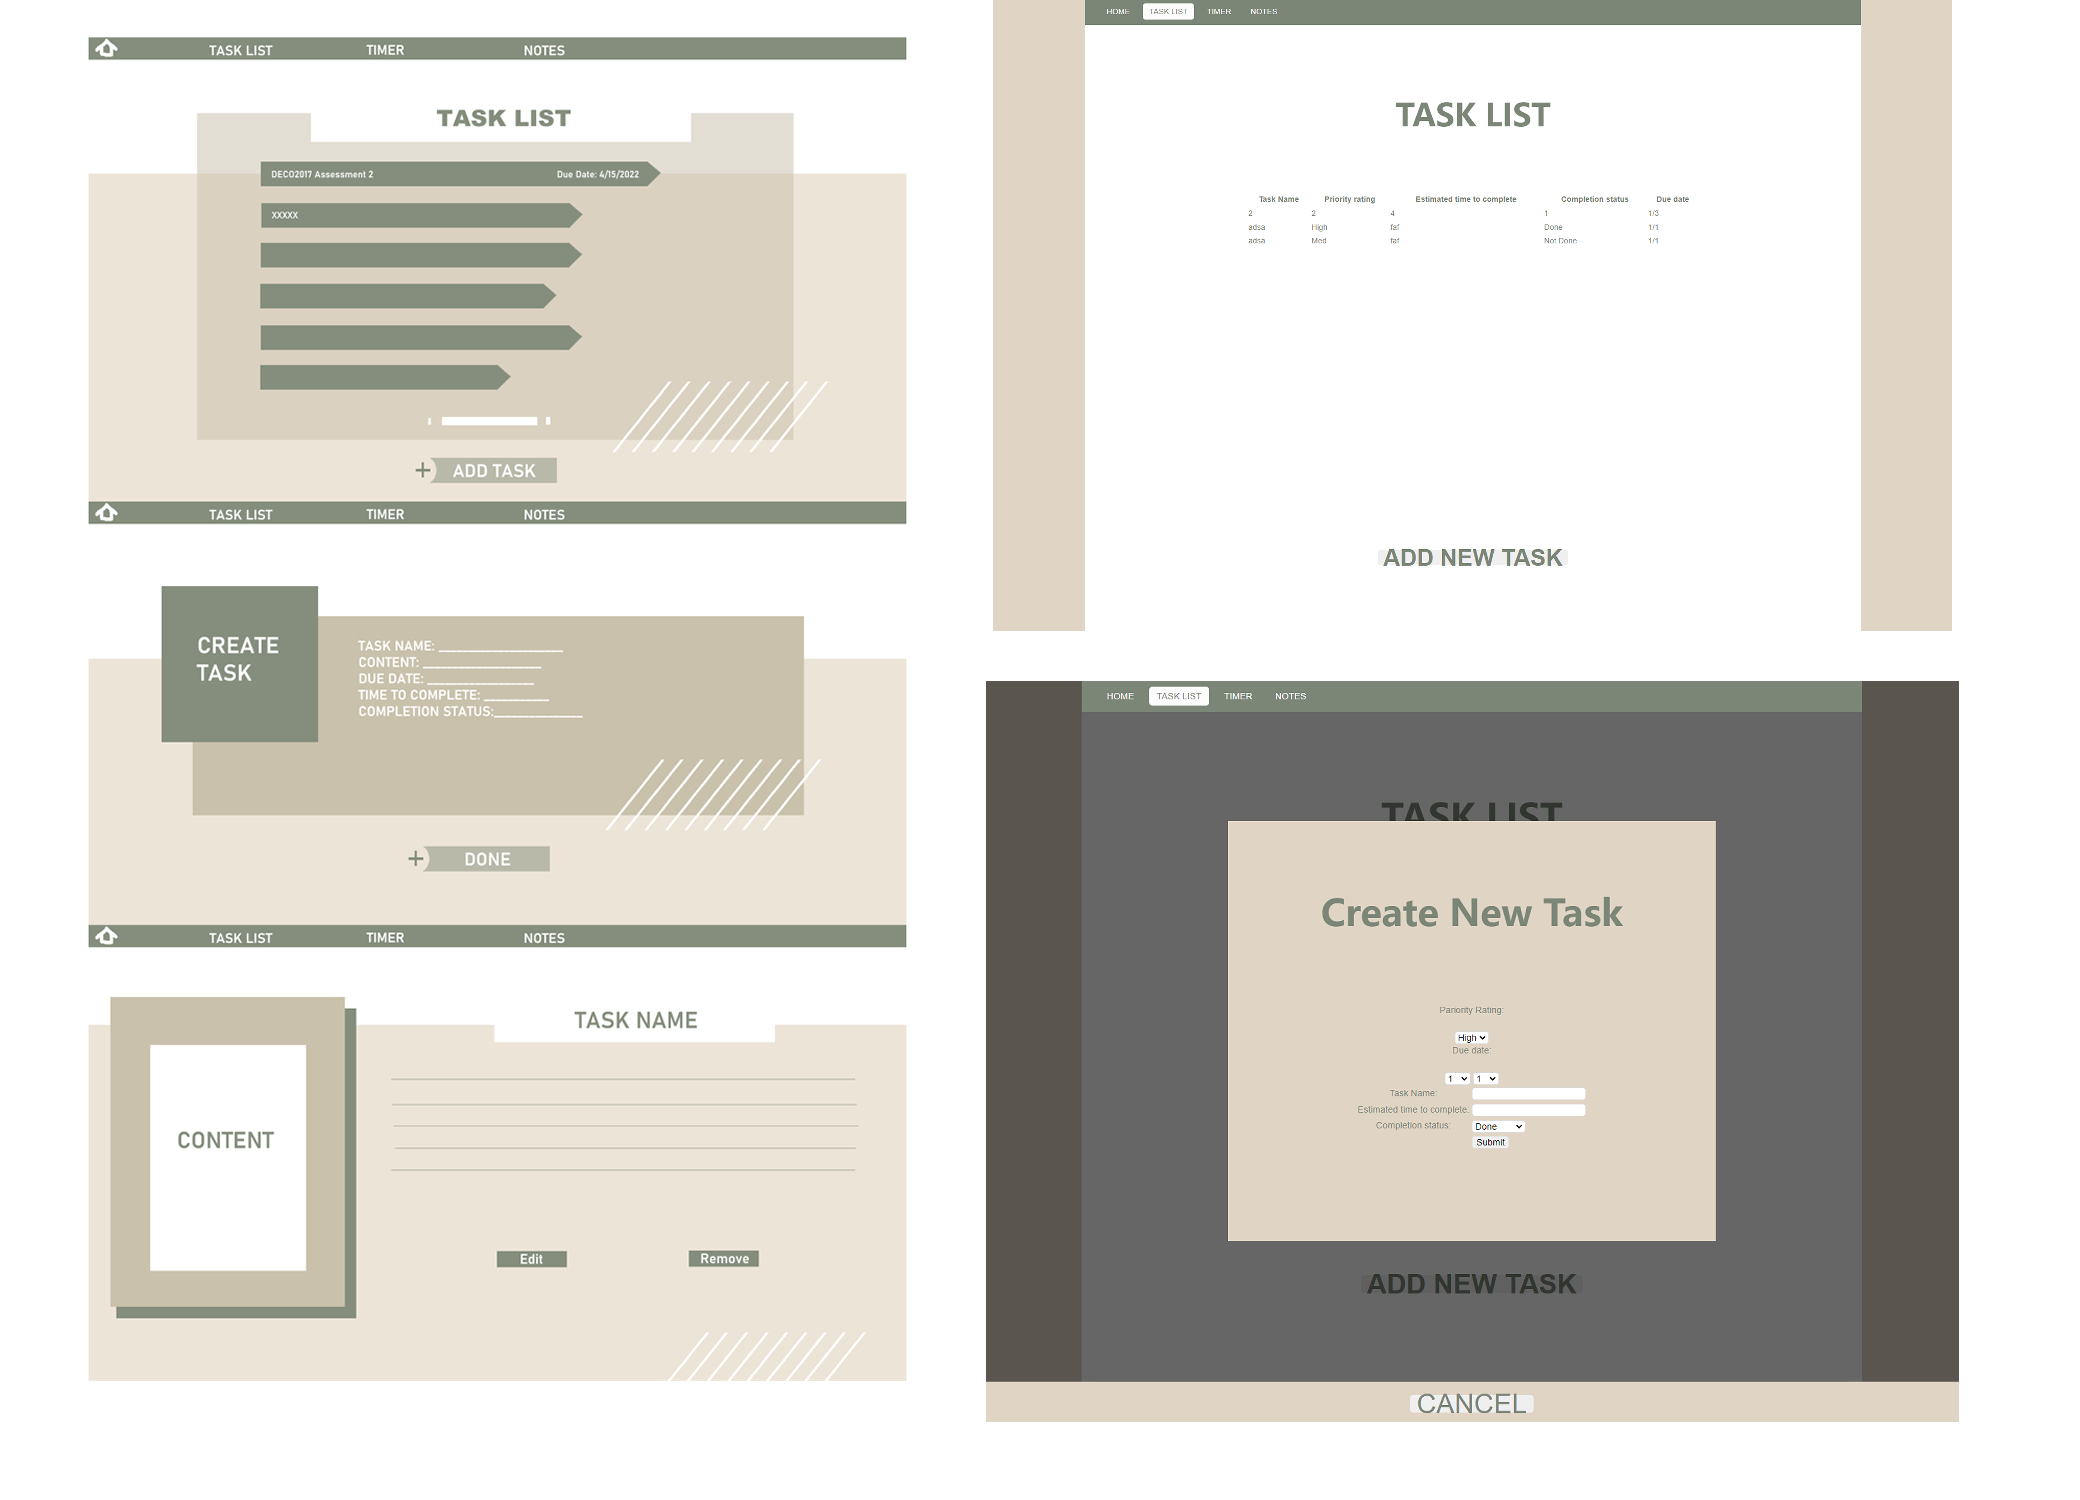 TASK LIST TIMER NOTES
TASK LIST
DECO2017 Assessment 2 Due Date: 4/15/2022
XXXXX
ADD TASK
TASK LIST TIMER NOTES
CREATE
TASK
TASK NAME:
CONTENT:
DUE DATE:
TIME TO COMPLETE:
COMPLETION STATUS:
DONE
TASK LIST TIMER NOTES
TASK NAME
CONTENT
Edit Remove
HOME TASK LIST TIMER NOTES
TASK LIST
Task Name Priority rating Estimated time to complete Completion status Due date
2 2 4 1 1/3
adsa High faf Done 1/1
adsa Med faf Not Done 1/1
ADD NEW TASK
HOME TASK LIST TIMER NOTES
TASK LIST
Create New Task
Pariority Rating:
High
Due date:
1 1
Task Name:
Estimated time to complete:
Completion status: Done
Submit
ADD NEW TASK
CANCEL